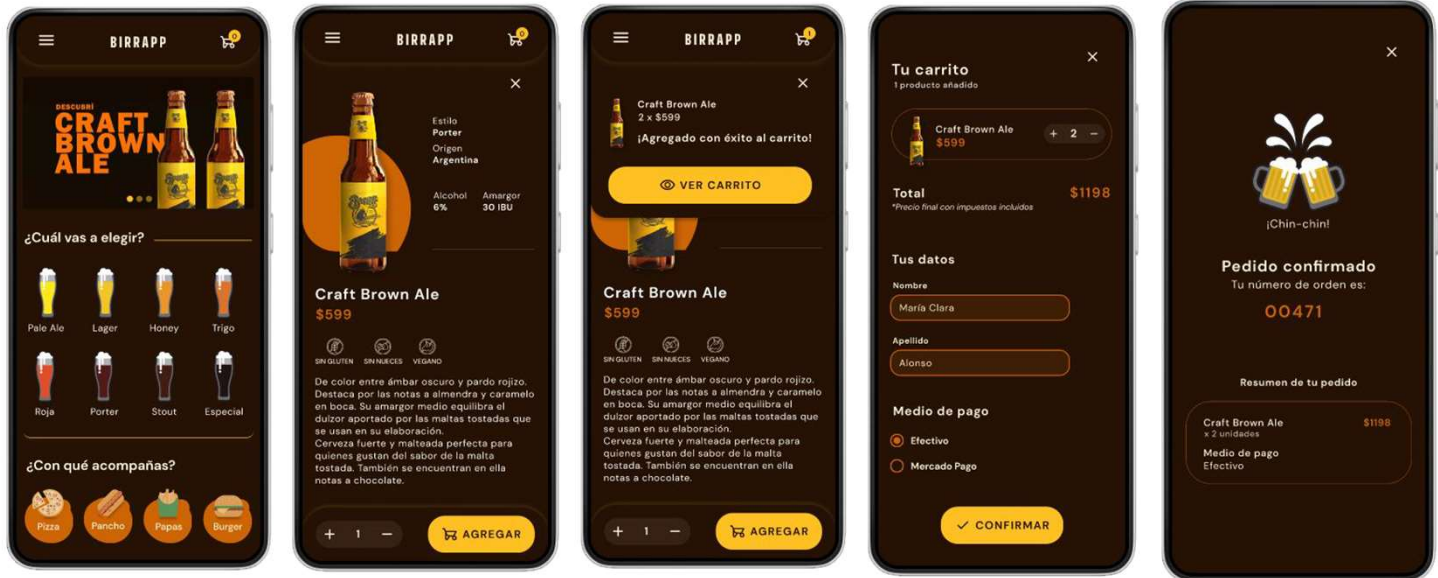 BIRRAPP
0
DESCUBRÍ
CRAFT
BROWN
ALE
¿Cuál vas a elegir?
Pale Ale
Lager
Honey
Trigo
Roja
Porter
Stout
Especial
¿Con qué acompañas?
Pizza
Pancho
Papas
Burger
BIRRAPP
0
Estilo
Porter
Origen
Argentina
Alcohol
Amargor
6%
30 IBU
Craft Brown Ale
$599
SIN GLUTEN
SIN NUECES
VEGANO
De color entre ámbar oscuro y pardo rojizo.
Destaca por las notas a almendra y caramelo
en boca. Su amargor medio equilibra el
dulzor aportado por las maltas tostadas que
se usan en su elaboración.
Cerveza fuerte y malteada perfecta para
quienes gustan del sabor de la malta
tostada. También se encuentran en ella
notas a chocolate.
+ 1 −
AGREGAR
BIRRAPP
1
Craft Brown Ale
2 x $599
¡Agregado con éxito al carrito!
VER CARRITO
Craft Brown Ale
$599
SIN GLUTEN
SIN NUECES
VEGANO
De color entre ámbar oscuro y pardo rojizo.
Destaca por las notas a almendra y caramelo
en boca. Su amargor medio equilibra el
dulzor aportado por las maltas tostadas que
se usan en su elaboración.
Cerveza fuerte y malteada perfecta para
quienes gustan del sabor de la malta
tostada. También se encuentran en ella
notas a chocolate.
+ 1 −
AGREGAR
Tu carrito
1 producto añadido
Craft Brown Ale
$599
+ 2 −
Total
$1198
*Precio final con impuestos incluidos
Tus datos
Nombre
María Clara
Apellido
Alonso
Medio de pago
Efectivo
Mercado Pago
CONFIRMAR
¡Chin-chin!
Pedido confirmado
Tu número de orden es:
00471
Resumen de tu pedido
Craft Brown Ale
$1198
x 2 unidades
Medio de pago
Efectivo